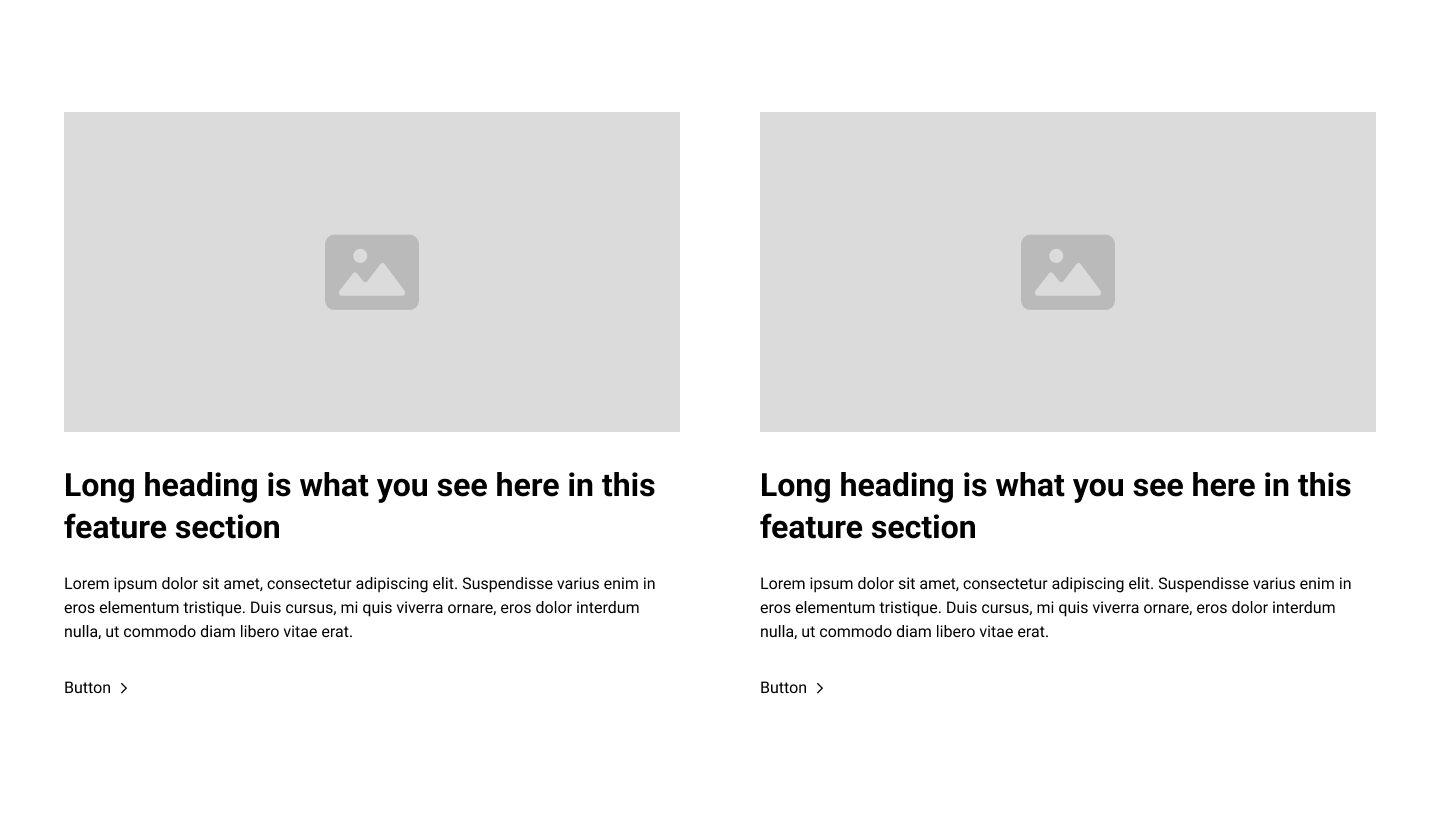 Long heading is what you see here in this
feature section
Lorem ipsum dolor sit amet, consectetur adipiscing elit. Suspendisse varius enim in
eros elementum tristique. Duis cursus, mi quis viverra ornare, eros dolor interdum
nulla, ut commodo diam libero vitae erat.
Button
Long heading is what you see here in this
feature section
Lorem ipsum dolor sit amet, consectetur adipiscing elit. Suspendisse varius enim in
eros elementum tristique. Duis cursus, mi quis viverra ornare, eros dolor interdum
nulla, ut commodo diam libero vitae erat.
Button